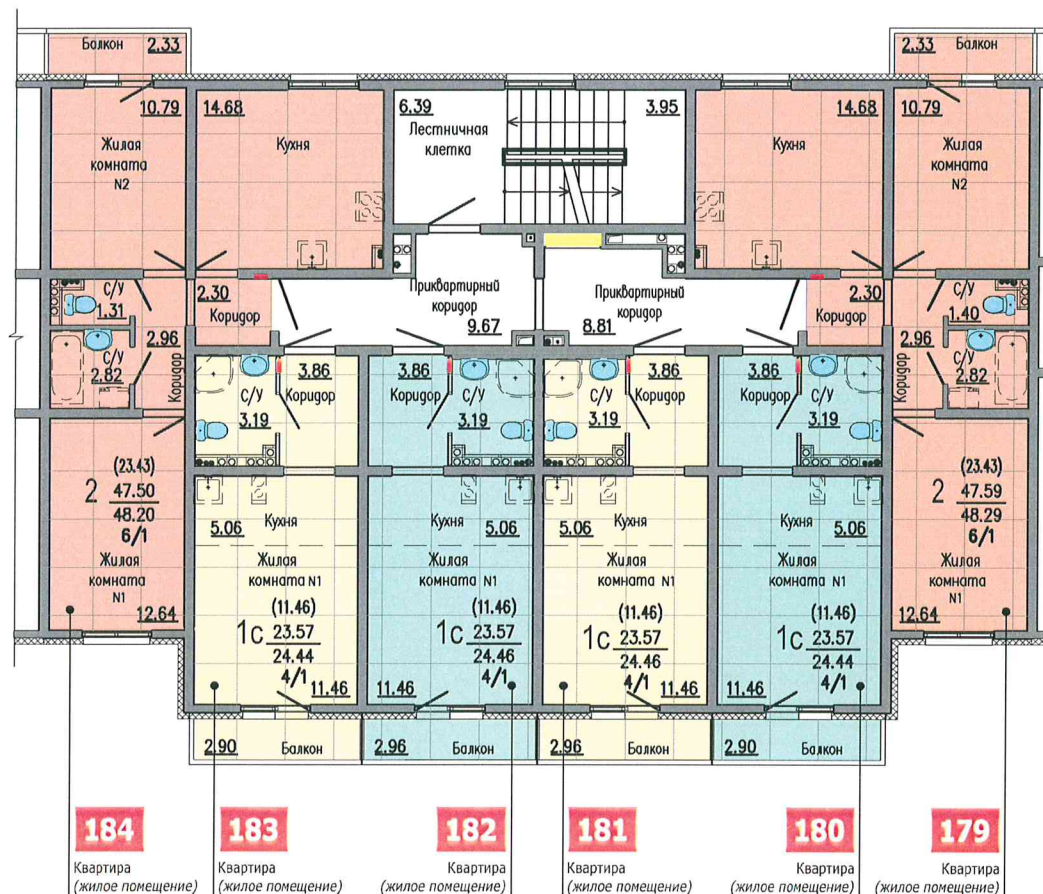 Балкон 2.33
2.33 Балкон
10.79
14.68
6.39
3.95
14.68
10.79
Лестничная
клетка
Жилая
комната
N2
Кухня
Кухня
Жилая
комната
N2
С/У
1.31
2.30
Коридор
Приквартирный
коридор
9.67
Приквартирный
коридор
8.81
2.30
Коридор
С/У
1.40
2.96
С/У
2.82
Коридор
2.96
С/У
2.82
Коридор
3.86
Коридор
С/У
3.19
3.86
Коридор
С/У
3.19
3.86
Коридор
С/У
3.19
3.86
Коридор
С/У
3.19
(23.43)
2 47.50
48.20
6/1
Жилая
комната
N1
12.64
5.06
Кухня
Жилая
комната N1
(11.46)
1С 23.57
24.44
4/1
11.46
Кухня
5.06
Жилая
комната N1
(11.46)
1С 23.57
24.46
4/1
11.46
5.06
Кухня
Жилая
комната N1
(11.46)
1С 23.57
24.46
4/1
11.46
Кухня
5.06
Жилая
комната N1
(11.46)
1С 23.57
24.44
4/1
11.46
(23.43)
2 47.59
48.29
6/1
Жилая
комната
N1
12.64
2.90 Балкон
2.96 Балкон
2.96 Балкон
2.90 Балкон
184
Квартира
(жилое помещение)
183
Квартира
(жилое помещение)
182
Квартира
(жилое помещение)
181
Квартира
(жилое помещение)
180
Квартира
(жилое помещение)
179
Квартира
(жилое помещение)